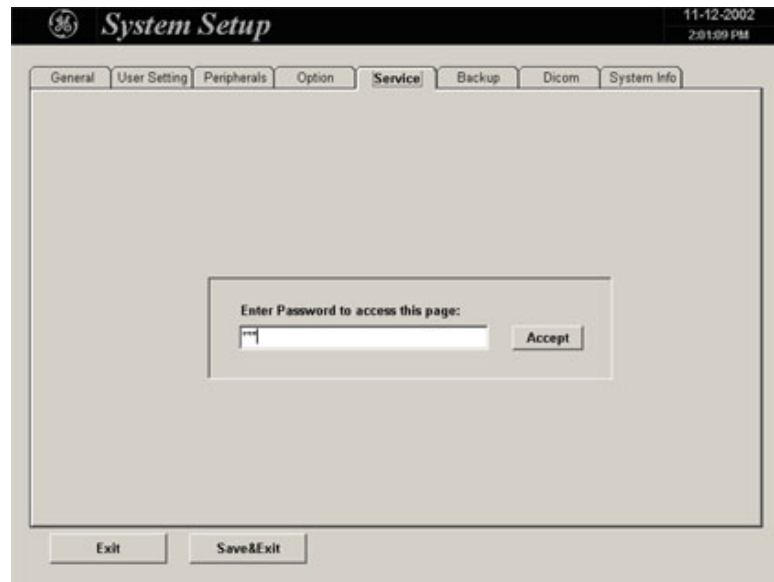 System Setup
11-12-2002
2:01:09 PM
General User Setting Peripherals Option Service Backup Dicom System Info
Enter Password to access this page:
***
Accept
Exit Save&Exit